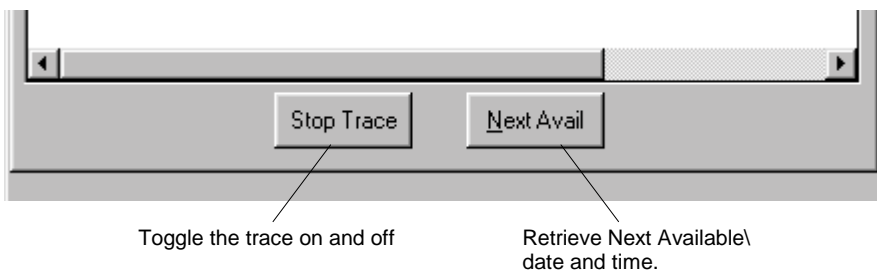 Stop Trace
Next Avail
Toggle the trace on and off
Retrieve Next Available\
date and time.